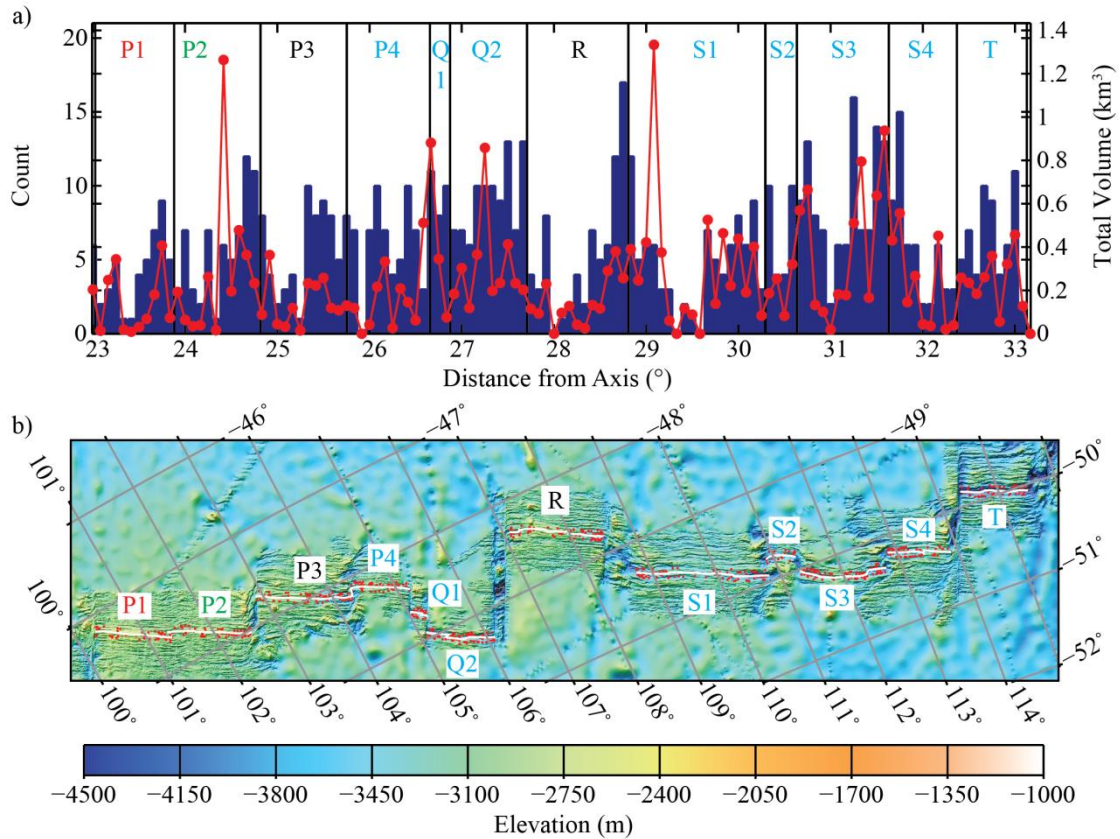 a)
20
15
10
5
0
Count
P1
P2
P3
P4
Q
1
Q2
R
S1
S2
S3
S4
T
1.4
1.2
1
0.8
0.6
0.4
0.2
0
Total Volume (km³)
23 24 25 26 27 28 29 30 31 32 33
Distance from Axis (°)
b)
−46° −47° −48° −49°
−50°
−51°
−52°
101°
100°
P1 P2 P3 P4 Q1 Q2 R S1 S2 S3 S4 T
100° 101° 102° 103° 104° 105° 106° 107° 108° 109° 110° 111° 112° 113° 114°
−4500 −4150 −3800 −3450 −3100 −2750 −2400 −2050 −1700 −1350 −1000
Elevation (m)